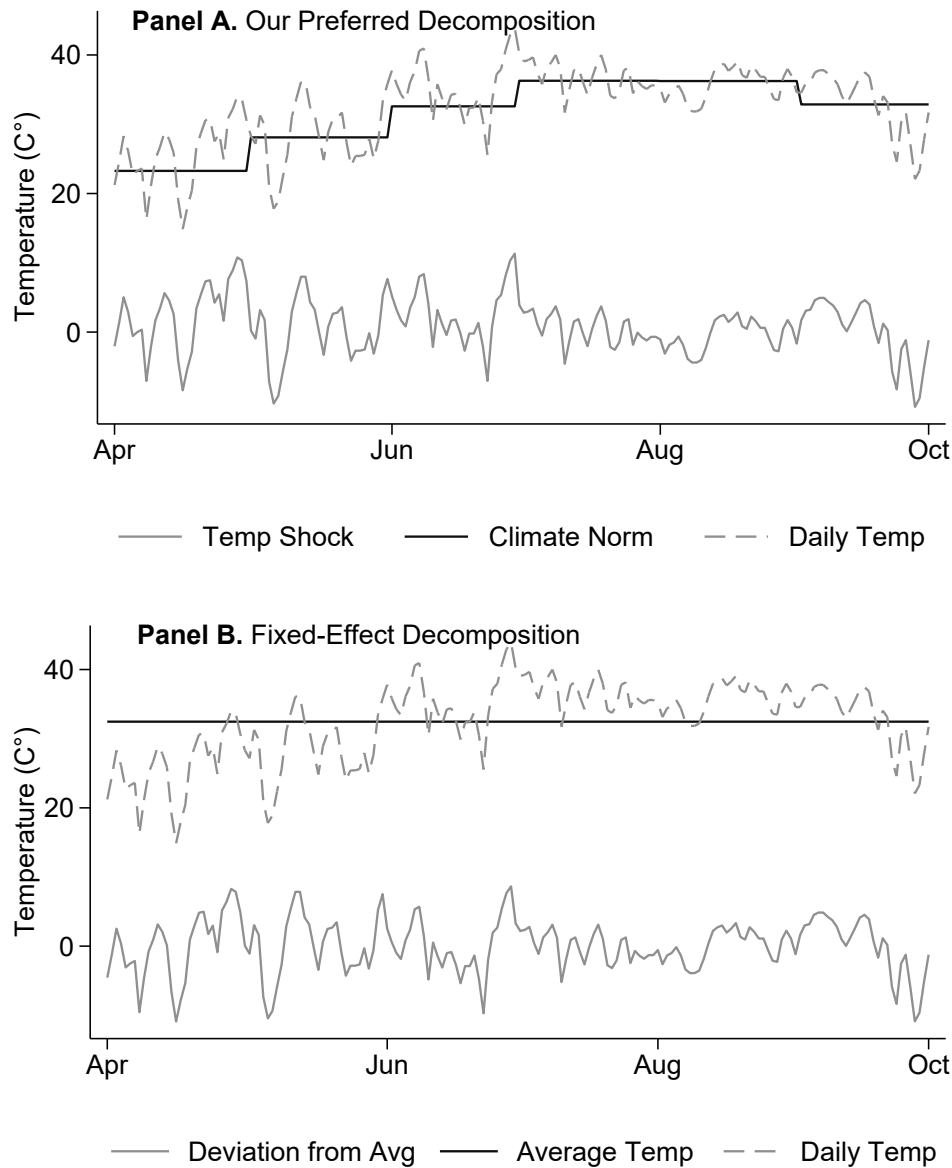 Panel A. Our Preferred Decomposition
Temperature (C°)
40
20
0
Apr Jun Aug Oct
Temp Shock Climate Norm Daily Temp
Panel B. Fixed-Effect Decomposition
Temperature (C°)
40
20
0
Apr Jun Aug Oct
Deviation from Avg Average Temp Daily Temp